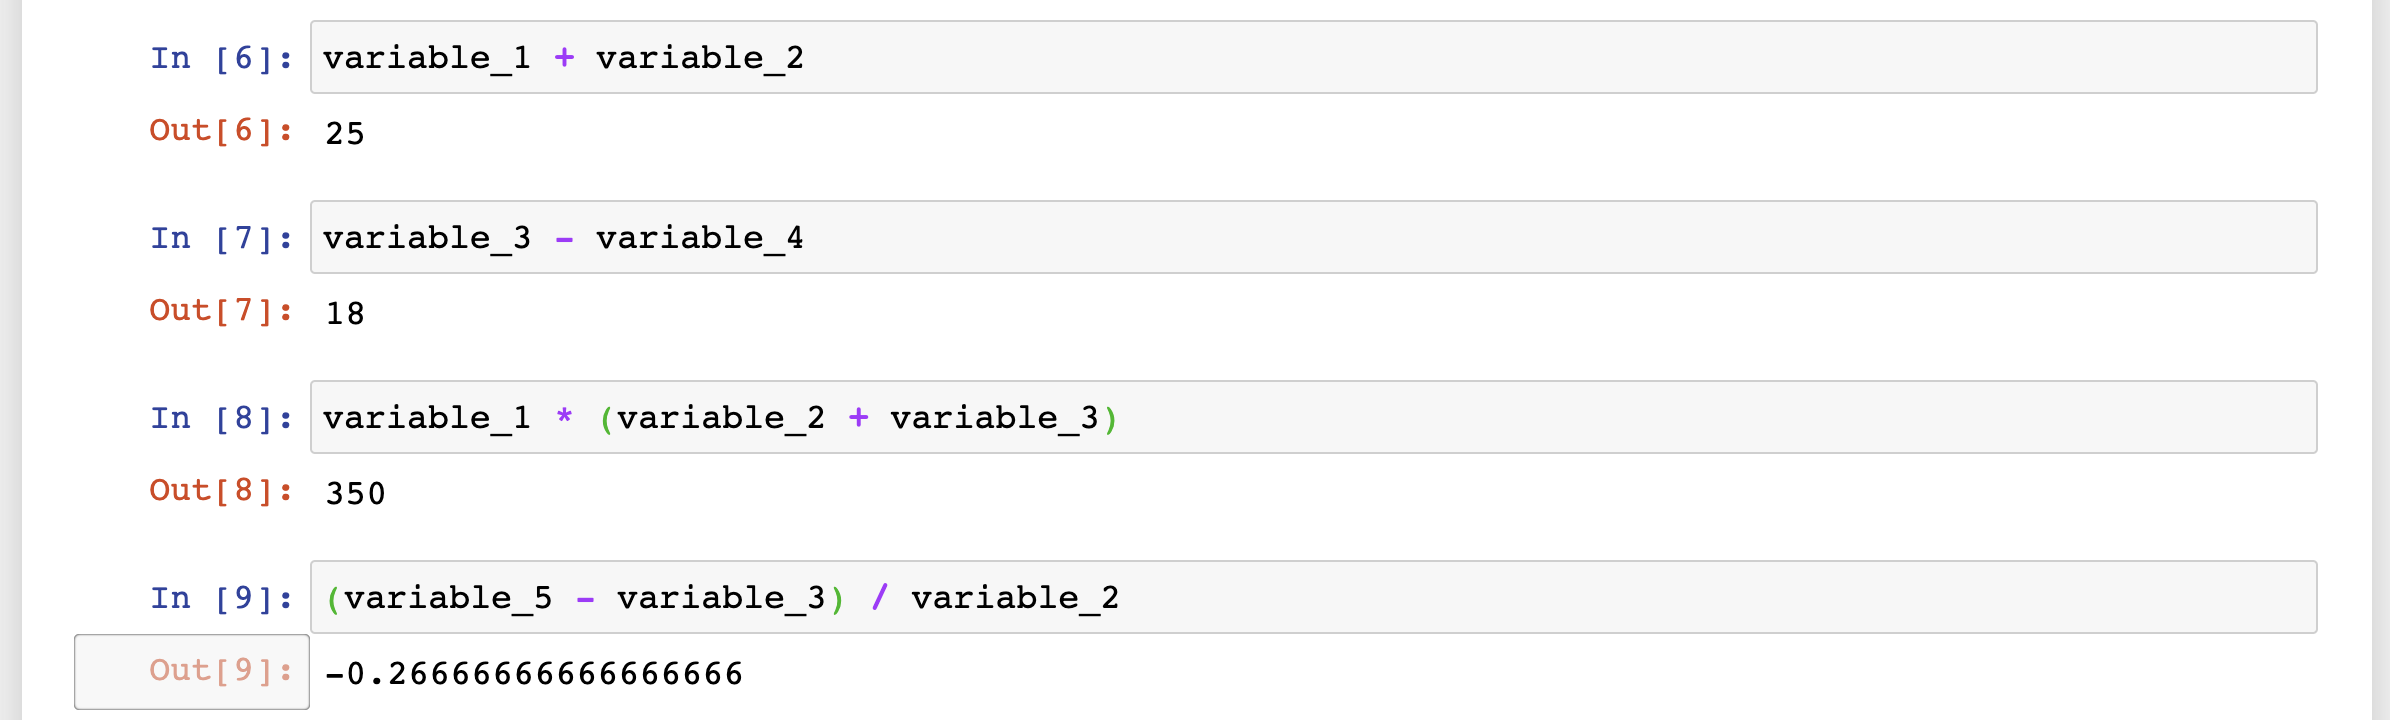 In [6]: variable_1 + variable_2
Out[6]: 25
In [7]: variable_3 - variable_4
Out[7]: 18
In [8]: variable_1 * (variable_2 + variable_3)
Out[8]: 350
In [9]: (variable_5 - variable_3) / variable_2
Out[9]: -0.26666666666666666